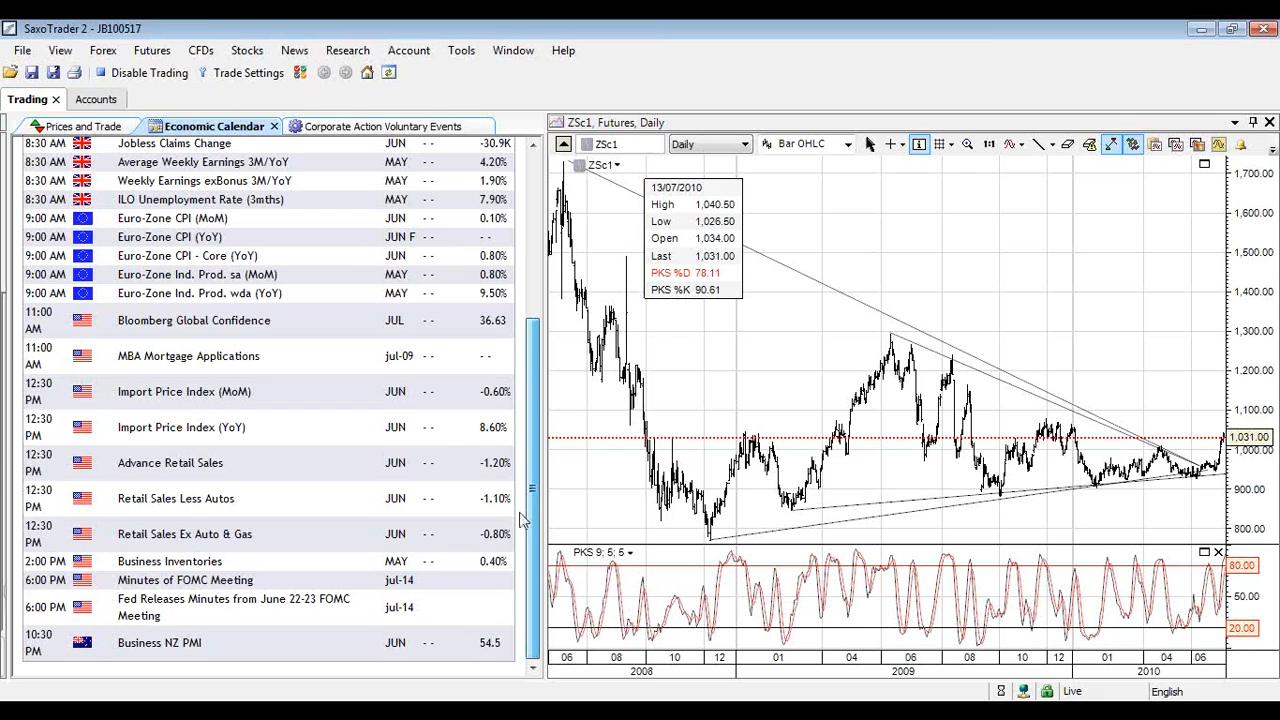 SaxoTrader 2 - JB100517
File View Forex Futures CFDs Stocks News Research Account Tools Window Help
Disable Trading Trade Settings
Trading Accounts
Prices and Trade Economic Calendar Corporate Action Voluntary Events
8:30 AM Jobless Claims Change JUN - - -30.9K
8:30 AM Average Weekly Earnings 3M/YoY MAY - - 4.20%
8:30 AM Weekly Earnings exBonus 3M/YoY MAY - - 1.90%
8:30 AM ILO Unemployment Rate (3mths) MAY - - 7.90%
9:00 AM Euro-Zone CPI (MoM) JUN - - 0.10%
9:00 AM Euro-Zone CPI (YoY) JUN F - - - -
9:00 AM Euro-Zone CPI - Core (YoY) JUN - - 0.80%
9:00 AM Euro-Zone Ind. Prod. sa (MoM) MAY - - 0.80%
9:00 AM Euro-Zone Ind. Prod. wda (YoY) MAY - - 9.50%
11:00 AM Bloomberg Global Confidence JUL - - 36.63
11:00 AM MBA Mortgage Applications jul-09 - - - -
12:30 PM Import Price Index (MoM) JUN - - -0.60%
12:30 PM Import Price Index (YoY) JUN - - 8.60%
12:30 PM Advance Retail Sales JUN - - -1.20%
12:30 PM Retail Sales Less Autos JUN - - -1.10%
12:30 PM Retail Sales Ex Auto & Gas JUN - - -0.80%
2:00 PM Business Inventories MAY - - 0.40%
6:00 PM Minutes of FOMC Meeting jul-14
6:00 PM Fed Releases Minutes from June 22-23 FOMC Meeting jul-14
10:30 PM Business NZ PMI JUN - - 54.5
ZSc1, Futures, Daily
ZSc1 Daily Bar OHLC 1:1
ZSc1
13/07/2010
High 1,040.50
Low 1,026.50
Open 1,034.00
Last 1,031.00
PKS %D 78.11
PKS %K 90.61
1,700.00
1,600.00
1,500.00
1,400.00
1,300.00
1,200.00
1,100.00
1,031.00
1,000.00
900.00
800.00
PKS 9; 5; 5
80.00
50.00
20.00
06 08 10 12 01 04 06 08 10 12 01 04 06
2008 2009 2010
Live English